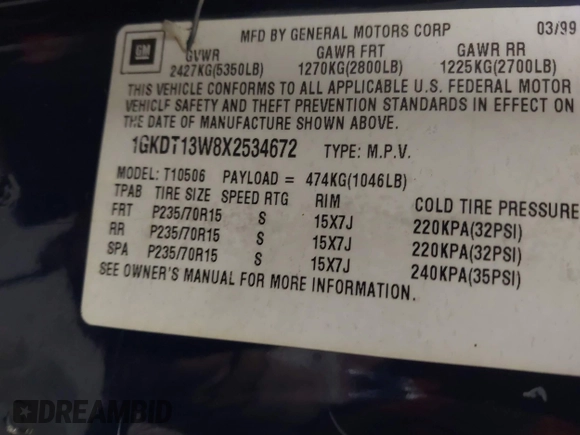 MFD BY GENERAL MOTORS CORP 03/99
GM
GVWR GAWR FRT GAWR RR
2427KG(5350LB) 1270KG(2800LB) 1225KG(2700LB)
THIS VEHICLE CONFORMS TO ALL APPLICABLE U.S. FEDERAL MOTOR
VEHICLE SAFETY AND THEFT PREVENTION STANDARDS IN EFFECT ON
THE DATE OF MANUFACTURE SHOWN ABOVE.
1GKDT13W8X2534672 TYPE: M.P.V.
MODEL: T10506 PAYLOAD = 474KG(1046LB)
TPAB TIRE SIZE SPEED RTG RIM COLD TIRE PRESSURE
FRT P235/70R15 S 15X7J 220KPA(32PSI)
RR P235/70R15 S 15X7J 220KPA(32PSI)
SPA P235/70R15 S 15X7J 240KPA(35PSI)
SEE OWNER'S MANUAL FOR MORE INFORMATION.
DREAMBID